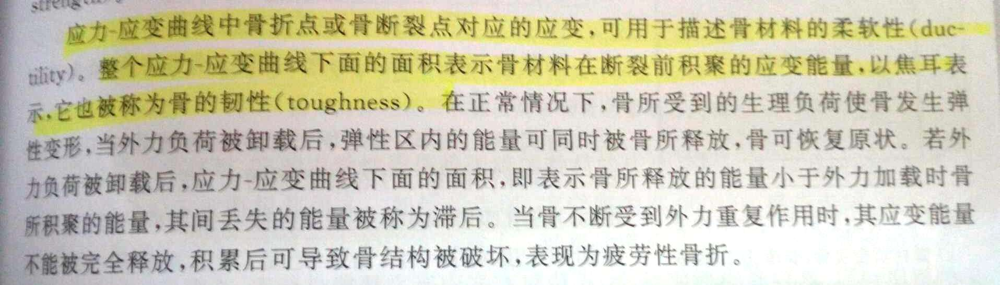 应力-应变曲线中骨折点或骨断裂点对应的应变,可用于描述骨材料的柔软性(duc-
tility)。整个应力-应变曲线下面的面积表示骨材料在断裂前积聚的应变能量,以焦耳表
示,它也被称为骨的韧性(toughness)。在正常情况下,骨所受到的生理负荷使骨发生弹
性变形,当外力负荷被卸载后,弹性区内的能量可同时被骨所释放,骨可恢复原状。若外
力负荷被卸载后,应力-应变曲线下面的面积,即表示骨所释放的能量小于外力加载时骨
所积聚的能量,其间丢失的能量被称为滞后。当骨不断受到外力重复作用时,其应变能量
不能被完全释放,积累后可导致骨结构被破坏,表现为疲劳性骨折。